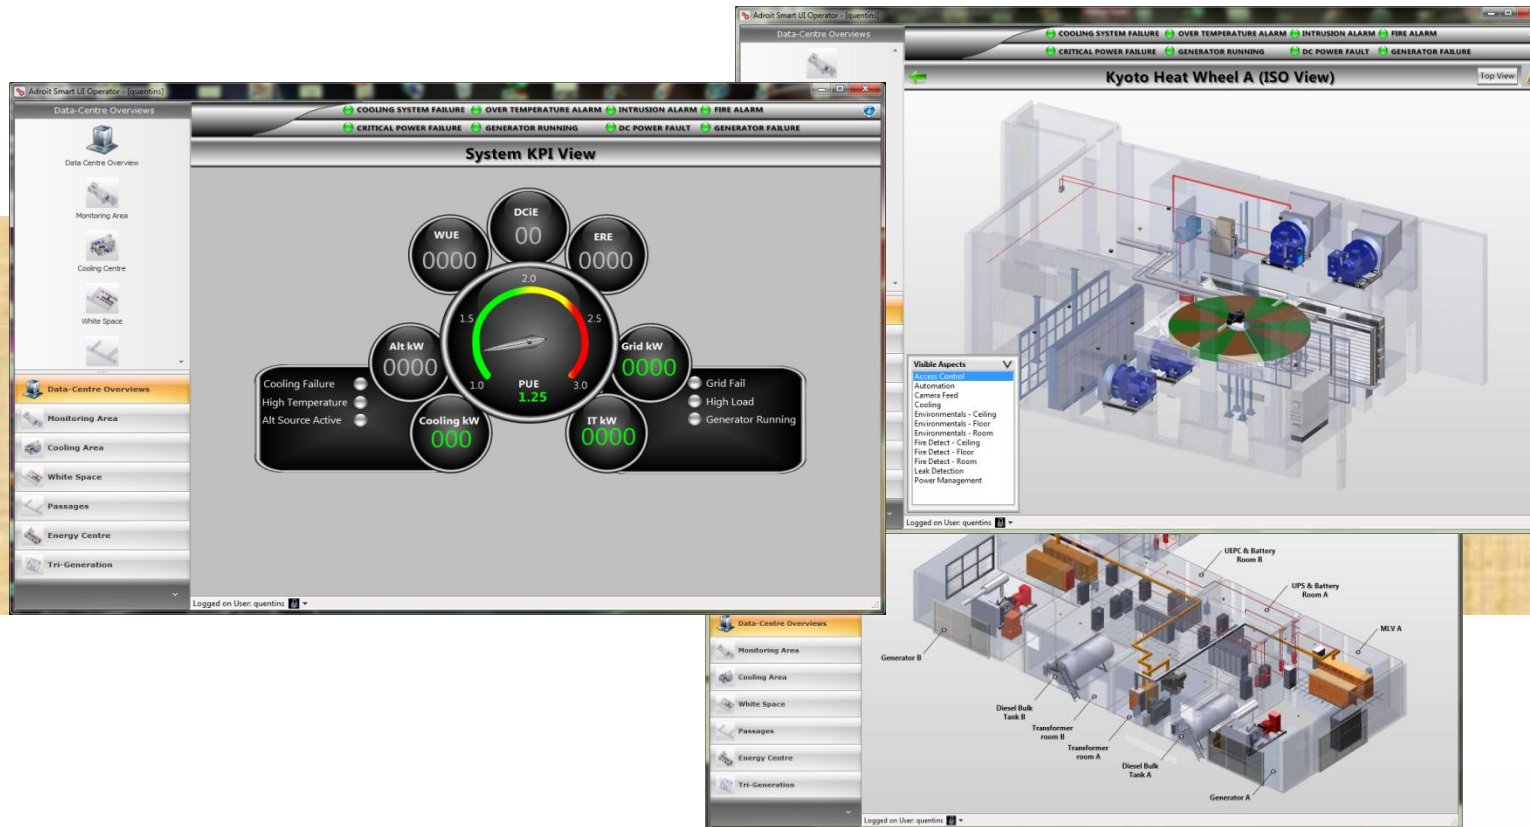 Adroit Smart UI Operator - [quentins]
Data-Centre Overviews
COOLING SYSTEM FAILURE OVER TEMPERATURE ALARM INTRUSION ALARM FIRE ALARM
CRITICAL POWER FAILURE GENERATOR RUNNING DC POWER FAULT GENERATOR FAILURE
System KPI View
Data Centre Overview
Monitoring Area
Cooling Centre
White Space
Data-Centre Overviews
Monitoring Area
Cooling Area
White Space
Passages
Energy Centre
Tri-Generation
DCiE
00
WUE
0000
ERE
0000
2.0
1.5
2.5
1.0
3.0
PUE
1.25
Alt kW
0000
Grid kW
0000
Cooling kW
000
IT kW
0000
Cooling Failure
High Temperature
Alt Source Active
Grid Fail
High Load
Generator Running
Logged on User: quentins
Adroit Smart UI Operator - [quentins]
Data-Centre Overviews
COOLING SYSTEM FAILURE OVER TEMPERATURE ALARM INTRUSION ALARM FIRE ALARM
CRITICAL POWER FAILURE GENERATOR RUNNING DC POWER FAULT GENERATOR FAILURE
Kyoto Heat Wheel A (ISO View)
Top View
Visible Aspects
Access Control
Automation
Camera Feed
Cooling
Environmentals - Ceiling
Environmentals - Floor
Environmentals - Room
Fire Detect - Ceiling
Fire Detect - Floor
Fire Detect - Room
Leak Detection
Power Management
Logged on User: quentins
Data-Centre Overviews
Monitoring Area
Cooling Area
White Space
Passages
Energy Centre
Tri-Generation
UEPC & Battery
Room B
UPS & Battery
Room A
MLV A
Generator B
Diesel Bulk
Tank B
Transformer
room B
Transformer
room A
Diesel Bulk
Tank A
Generator A
Logged on User: quentins